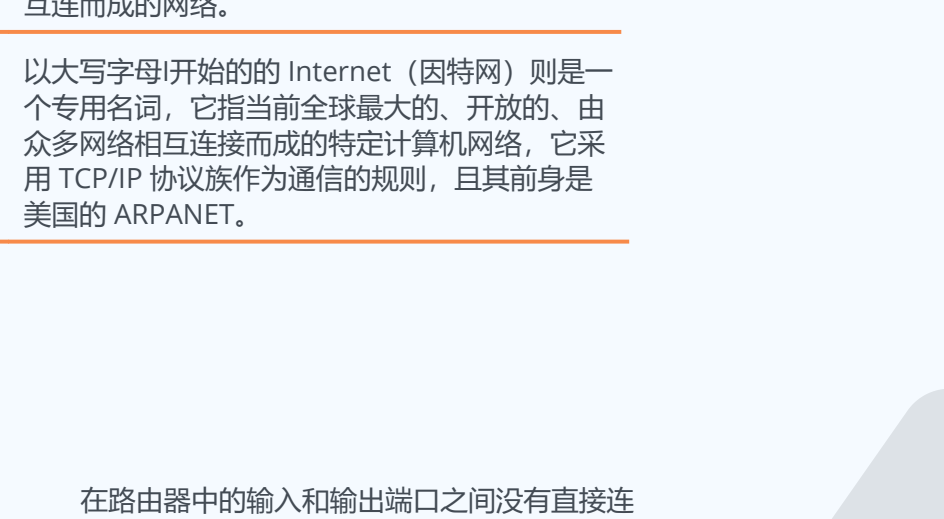 互连而成的网络。
以大写字母I开始的的 Internet（因特网）则是一
个专用名词，它指当前全球最大的、开放的、由
众多网络相互连接而成的特定计算机网络，它采
用 TCP/IP 协议族作为通信的规则，且其前身是
美国的 ARPANET。
在路由器中的输入和输出端口之间没有直接连